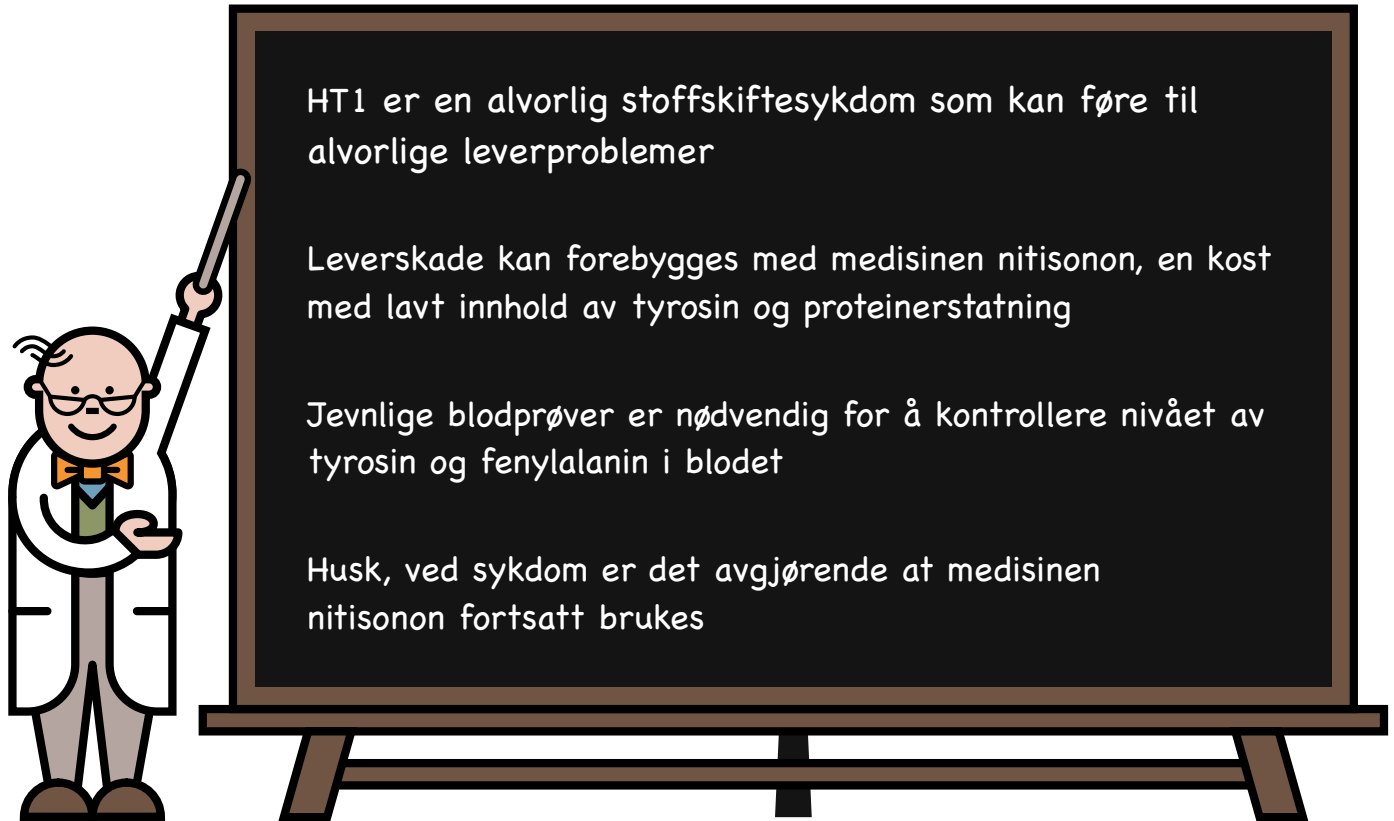 HT1 er en alvorlig stoffskiftesykdom som kan føre til
alvorlige leverproblemer
Leverskade kan forebygges med medisinen nitisonon, en kost
med lavt innhold av tyrosin og proteinerstatning
Jevnlige blodprøver er nødvendig for å kontrollere nivået av
tyrosin og fenylalanin i blodet
Husk, ved sykdom er det avgjørende at medisinen
nitisonon fortsatt brukes